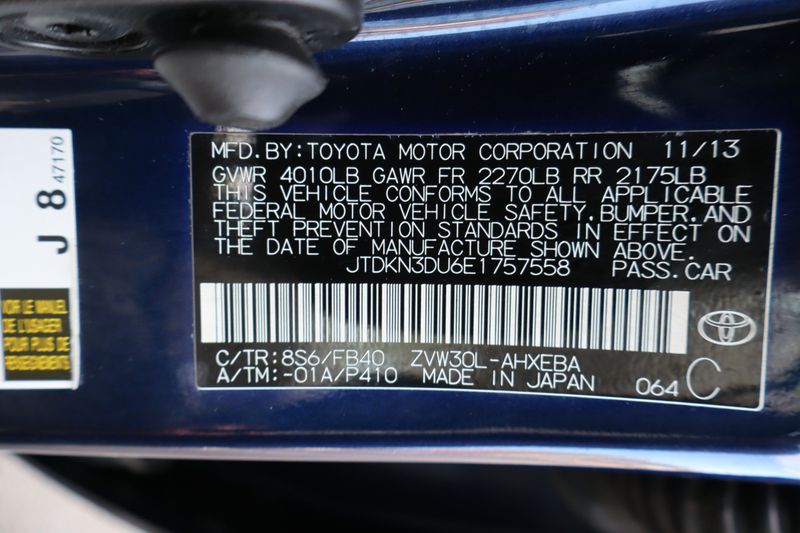 J 8 47170
VOIR LE MANUEL
DE L'USAGER
POUR PLUS DE
RENSEIGNEMENTS
MFD.BY:TOYOTA MOTOR CORPORATION 11/13
GVWR 4010LB GAWR FR 2270LB RR 2175LB
THIS VEHICLE CONFORMS TO ALL APPLICABLE
FEDERAL MOTOR VEHICLE SAFETY.BUMPER.AND
THEFT PREVENTION STANDARDS IN EFFECT ON
THE DATE OF MANUFACTURE SHOWN ABOVE.
JTDKN3DU6E1757558 PASS.CAR
C/TR:8S6/FB40 ZVW30L-AHXEBA
A/TM:-01A/P410 MADE IN JAPAN 064 C